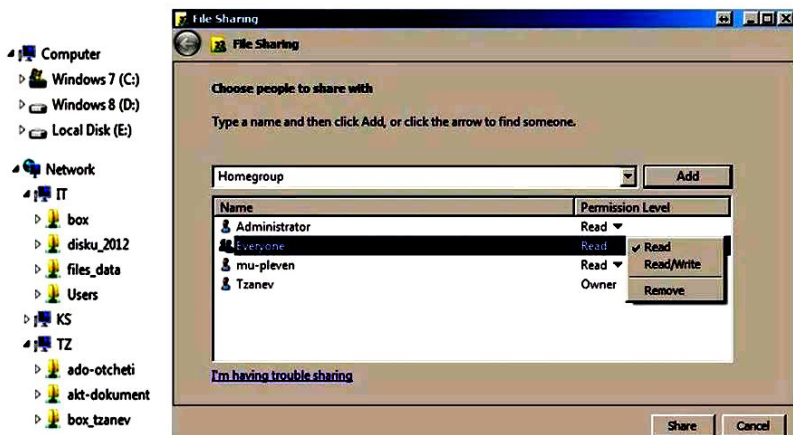 Computer
Windows 7 (C:)
Windows 8 (D:)
Local Disk (E:)
Network
IT
box
disku_2012
files_data
Users
KS
TZ
ado-otcheti
akt-dokument
box_tzanev
File Sharing
File Sharing
Choose people to share with
Type a name and then click Add, or click the arrow to find someone.
Homegroup Add
Name Permission Level
Administrator Read
Everyone Read
mu-pleven Read
Tzanev Owner
Read
Read/Write
Remove
I'm having trouble sharing
Share Cancel